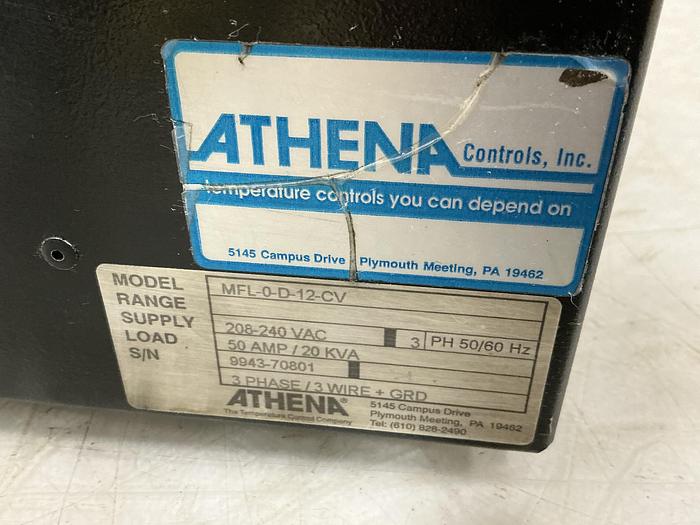 ATHENA Controls, Inc.
temperature controls you can depend on
5145 Campus Drive Plymouth Meeting, PA 19462
MODEL MFL-0-D-12-CV
RANGE
SUPPLY 208-240 VAC 3 PH 50/60 Hz
LOAD 50 AMP / 20 KVA
S/N 9943-70801
3 PHASE / 3 WIRE + GRD
ATHENA®
The Temperature Control Company
5145 Campus Drive
Plymouth Meeting, PA 19462
Tel: (610) 828-2490